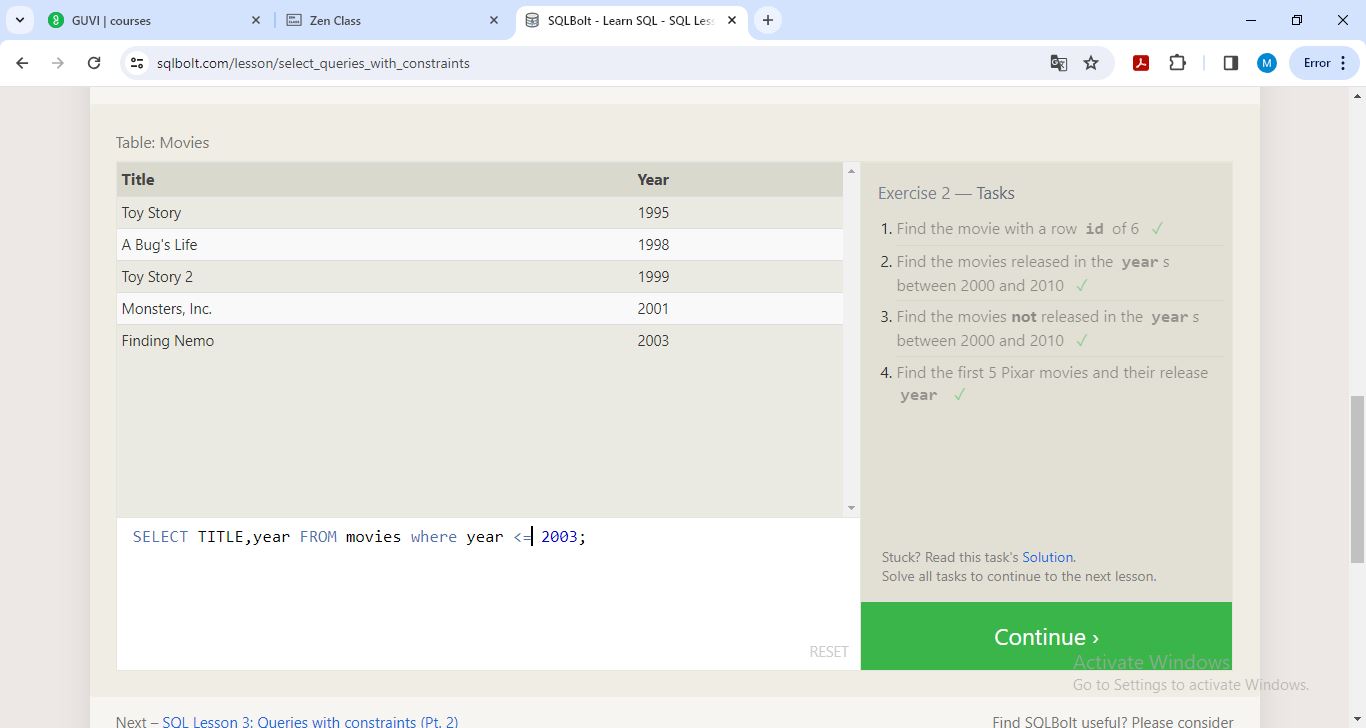 GUVI | courses
Zen Class
SQLBolt - Learn SQL - SQL Less
sqlbolt.com/lesson/select_queries_with_constraints
M
Error
Table: Movies
Title Year
Toy Story 1995
A Bug's Life 1998
Toy Story 2 1999
Monsters, Inc. 2001
Finding Nemo 2003
SELECT TITLE,year FROM movies where year <= 2003;
RESET
Exercise 2 — Tasks
1. Find the movie with a row id of 6 ✓
2. Find the movies released in the year s
between 2000 and 2010 ✓
3. Find the movies not released in the year s
between 2000 and 2010 ✓
4. Find the first 5 Pixar movies and their release
year ✓
Stuck? Read this task's Solution.
Solve all tasks to continue to the next lesson.
Continue ›
Activate Windows
Go to Settings to activate Windows.
Next – SQL Lesson 3: Queries with constraints (Pt. 2)
Find SQLBolt useful? Please consider